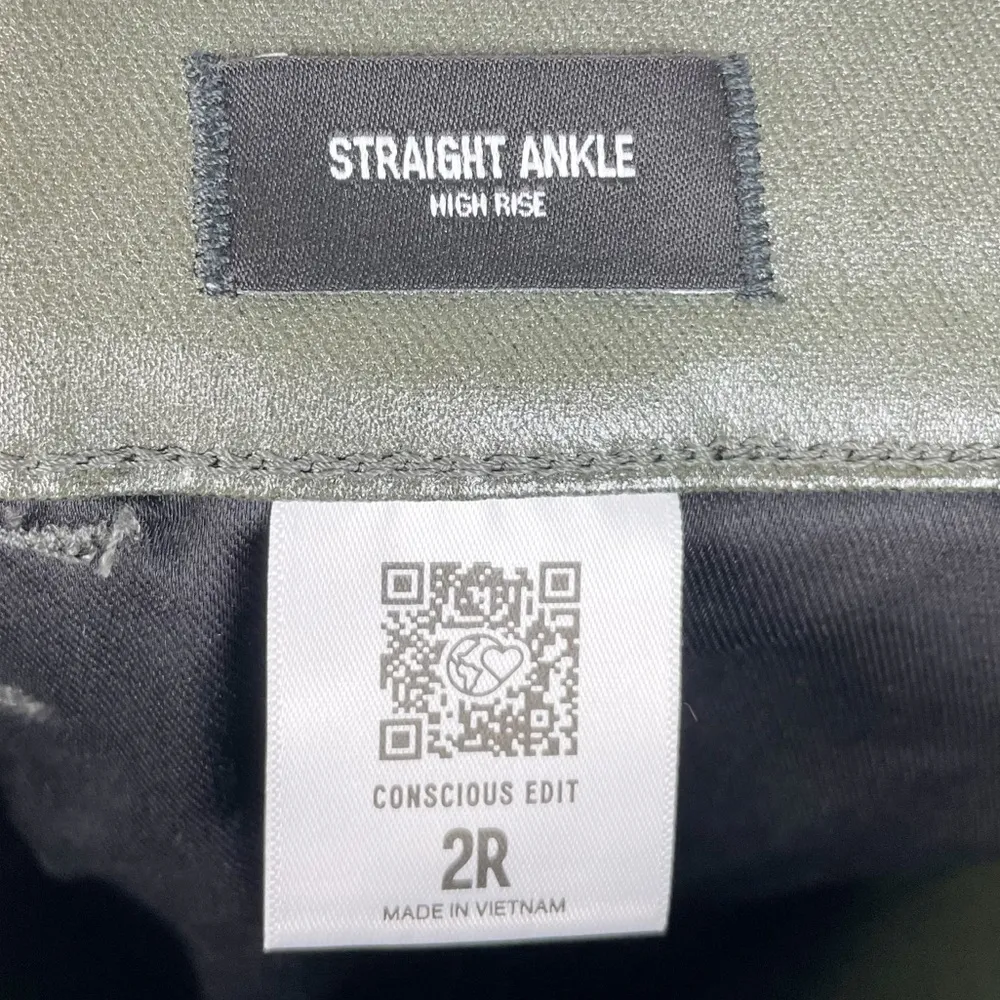 STRAIGHT ANKLE
HIGH RISE
CONSCIOUS EDIT
2R
MADE IN VIETNAM